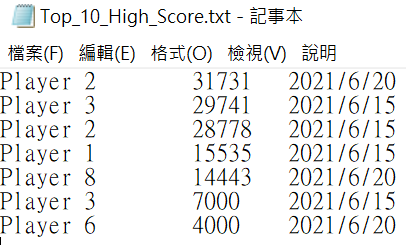 Top_10_High_Score.txt - 記事本
檔案(F) 編輯(E) 格式(O) 檢視(V) 說明
Player 2 31731 2021/6/20
Player 3 29741 2021/6/15
Player 2 28778 2021/6/15
Player 1 15535 2021/6/15
Player 8 14443 2021/6/20
Player 3 7000 2021/6/15
Player 6 4000 2021/6/20